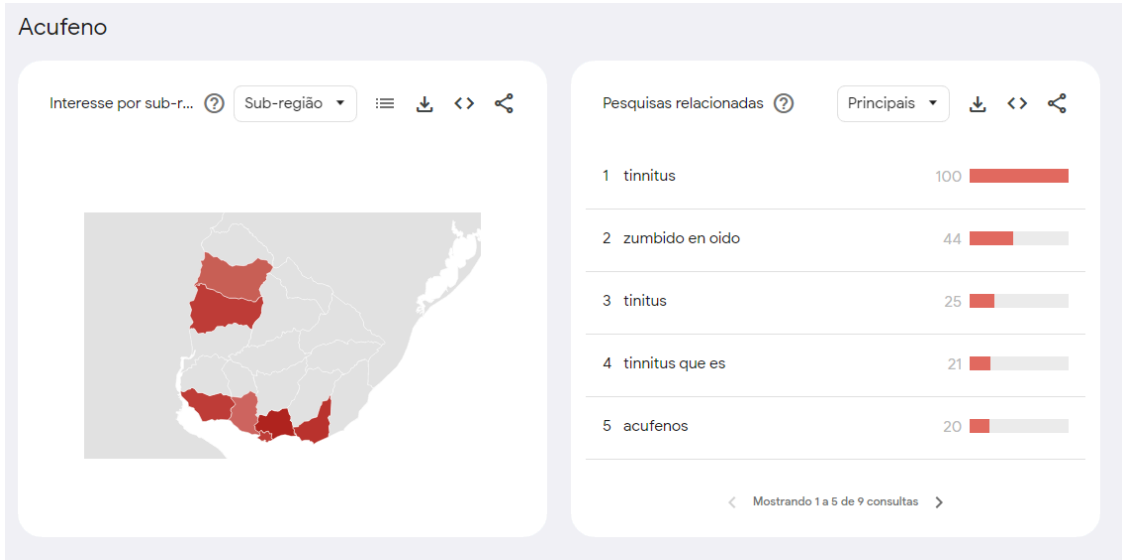 Acufeno
Interesse por sub-r... ? Sub-região
Pesquisas relacionadas ? Principais
1 tinnitus 100
2 zumbido en oido 44
3 tinitus 25
4 tinnitus que es 21
5 acufenos 20
Mostrando 1 a 5 de 9 consultas